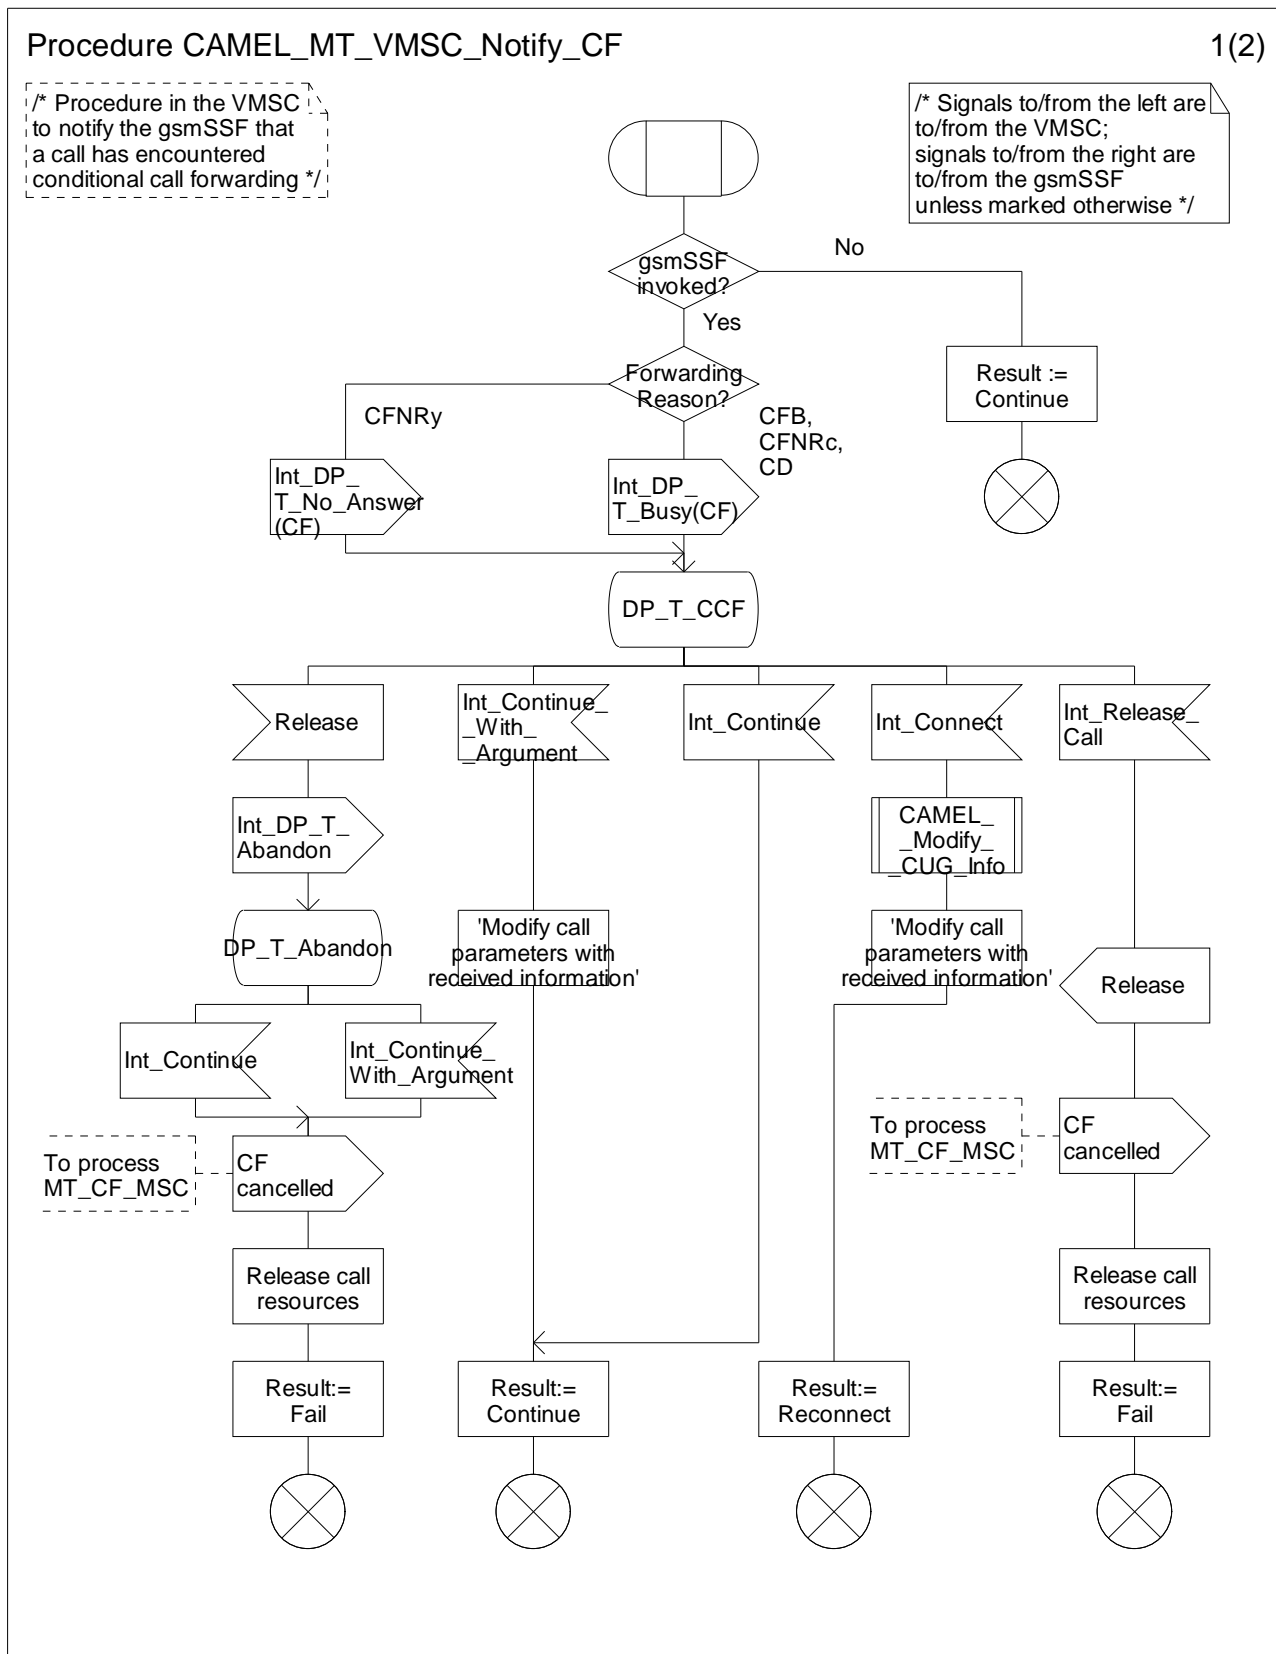 Procedure CAMEL_MT_VMSC_Notify_CF
1(2)
/* Procedure in the VMSC
to notify the gsmSSF that
a call has encountered
conditional call forwarding */
/* Signals to/from the left are
to/from the VMSC;
signals to/from the right are
to/from the gsmSSF
unless marked otherwise */
gsmSSF
invoked?
No
Yes
Forwarding
Reason?
Result :=
Continue
CFNRy
CFB,
CFNRc,
CD
Int_DP_
T_No_Answer
(CF)
Int_DP_
T_Busy(CF)
DP_T_CCF
Release
Int_Continue_
_With_
_Argument
Int_Continue
Int_Connect
Int_Release_
Call
Int_DP_T_
Abandon
CAMEL_
_Modify_
_CUG_Info
DP_T_Abandon
'Modify call
parameters with
received information'
'Modify call
parameters with
received information'
Release
Int_Continue
Int_Continue_
With_Argument
To process
MT_CF_MSC
CF
cancelled
To process
MT_CF_MSC
CF
cancelled
Release call
resources
Release call
resources
Result:=
Fail
Result:=
Continue
Result:=
Reconnect
Result:=
Fail